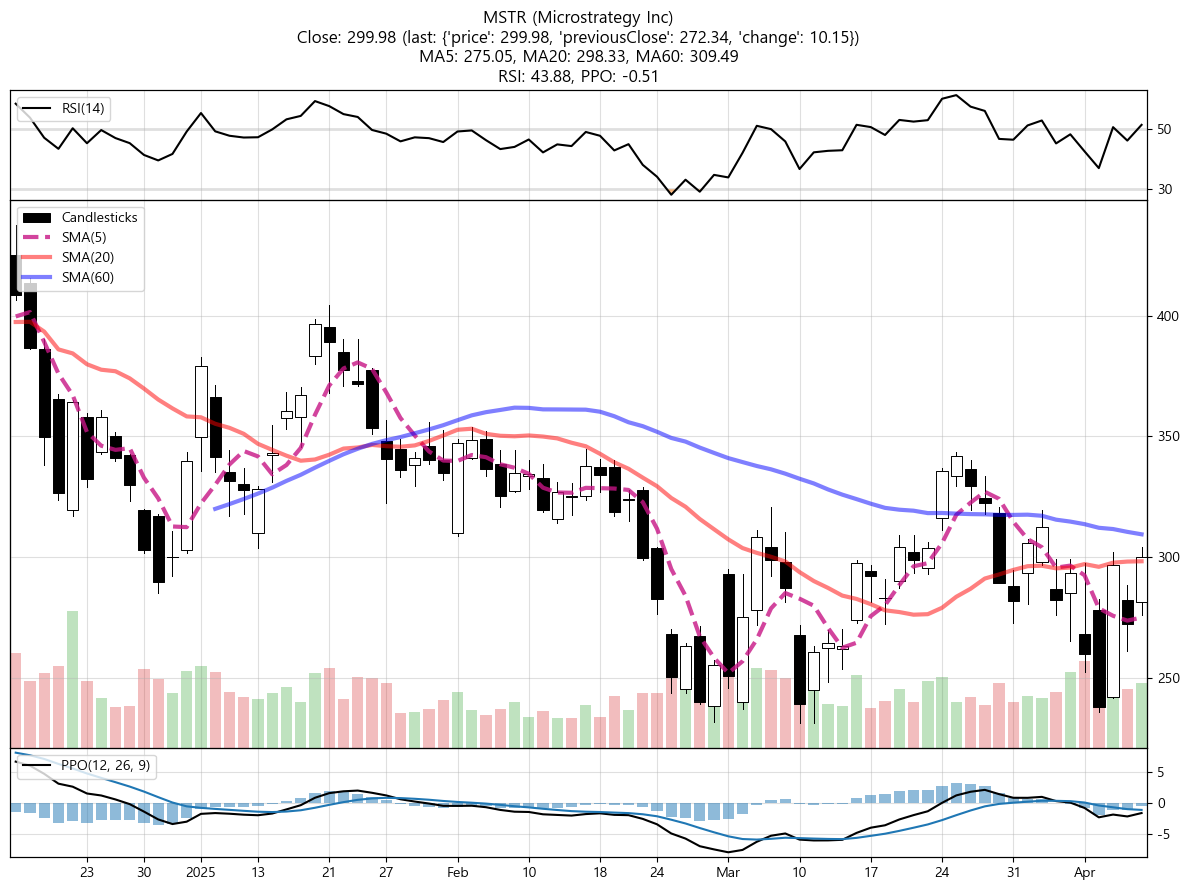 MSTR (Microstrategy Inc)
Close: 299.98 (last: {'price': 299.98, 'previousClose': 272.34, 'change': 10.15})
MA5: 275.05, MA20: 298.33, MA60: 309.49
RSI: 43.88, PPO: -0.51
RSI(14)
50
30
Candlesticks
SMA(5)
SMA(20)
SMA(60)
400
350
300
250
PPO(12, 26, 9)
5
0
-5
23 30 2025 13 21 27 Feb 10 18 24 Mar 10 17 24 31 Apr